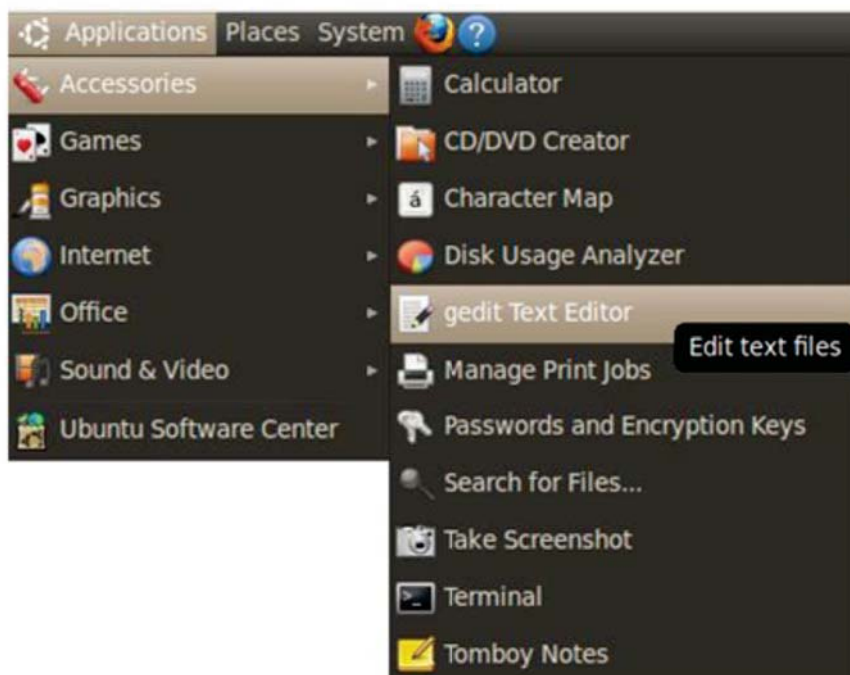 Applications Places System
Accessories
Games
Graphics
Internet
Office
Sound & Video
Ubuntu Software Center
Calculator
CD/DVD Creator
Character Map
Disk Usage Analyzer
gedit Text Editor
Edit text files
Manage Print Jobs
Passwords and Encryption Keys
Search for Files...
Take Screenshot
Terminal
Tomboy Notes